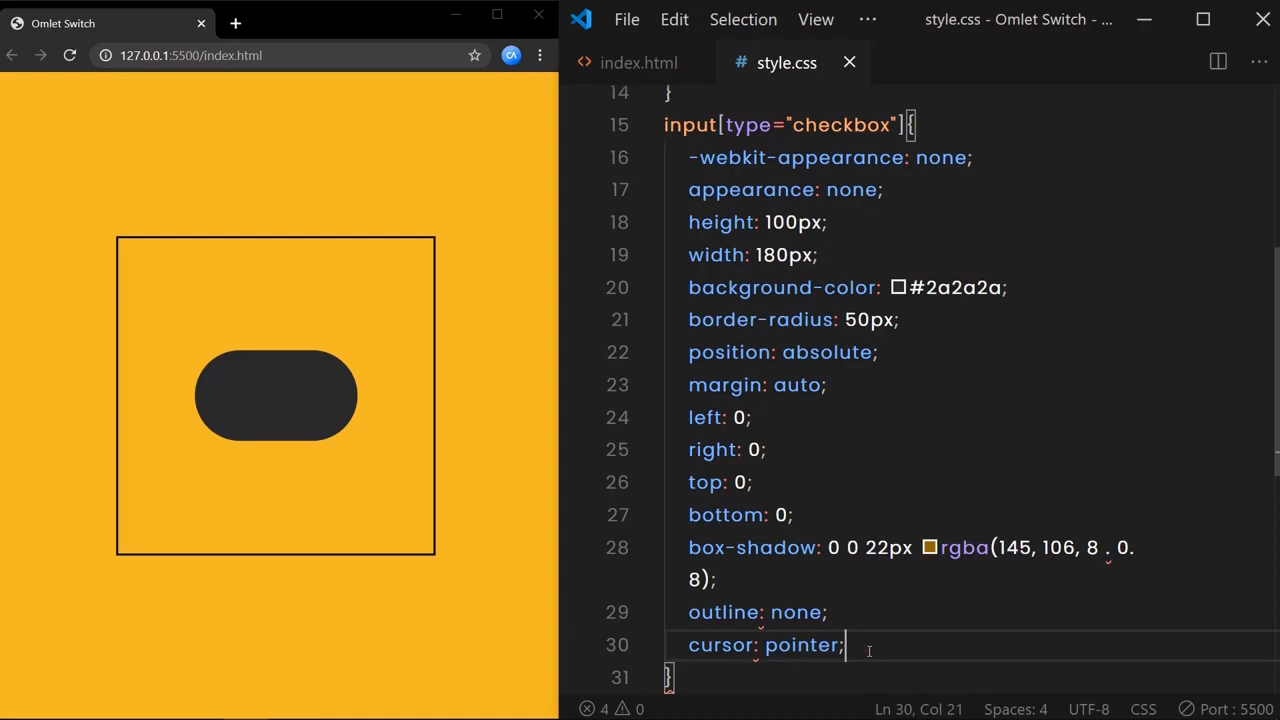 Omlet Switch
127.0.0.1:5500/index.html
CA
File Edit Selection View ··· style.css - Omlet Switch - ...
<> index.html # style.css
14 }
15 input[type="checkbox"]{
16 -webkit-appearance: none;
17 appearance: none;
18 height: 100px;
19 width: 180px;
20 background-color: #2a2a2a;
21 border-radius: 50px;
22 position: absolute;
23 margin: auto;
24 left: 0;
25 right: 0;
26 top: 0;
27 bottom: 0;
28 box-shadow: 0 0 22px rgba(145, 106, 8 . 0.
8);
29 outline: none;
30 cursor: pointer;
31 }
4 0 Ln 30, Col 21 Spaces: 4 UTF-8 CSS Port : 5500